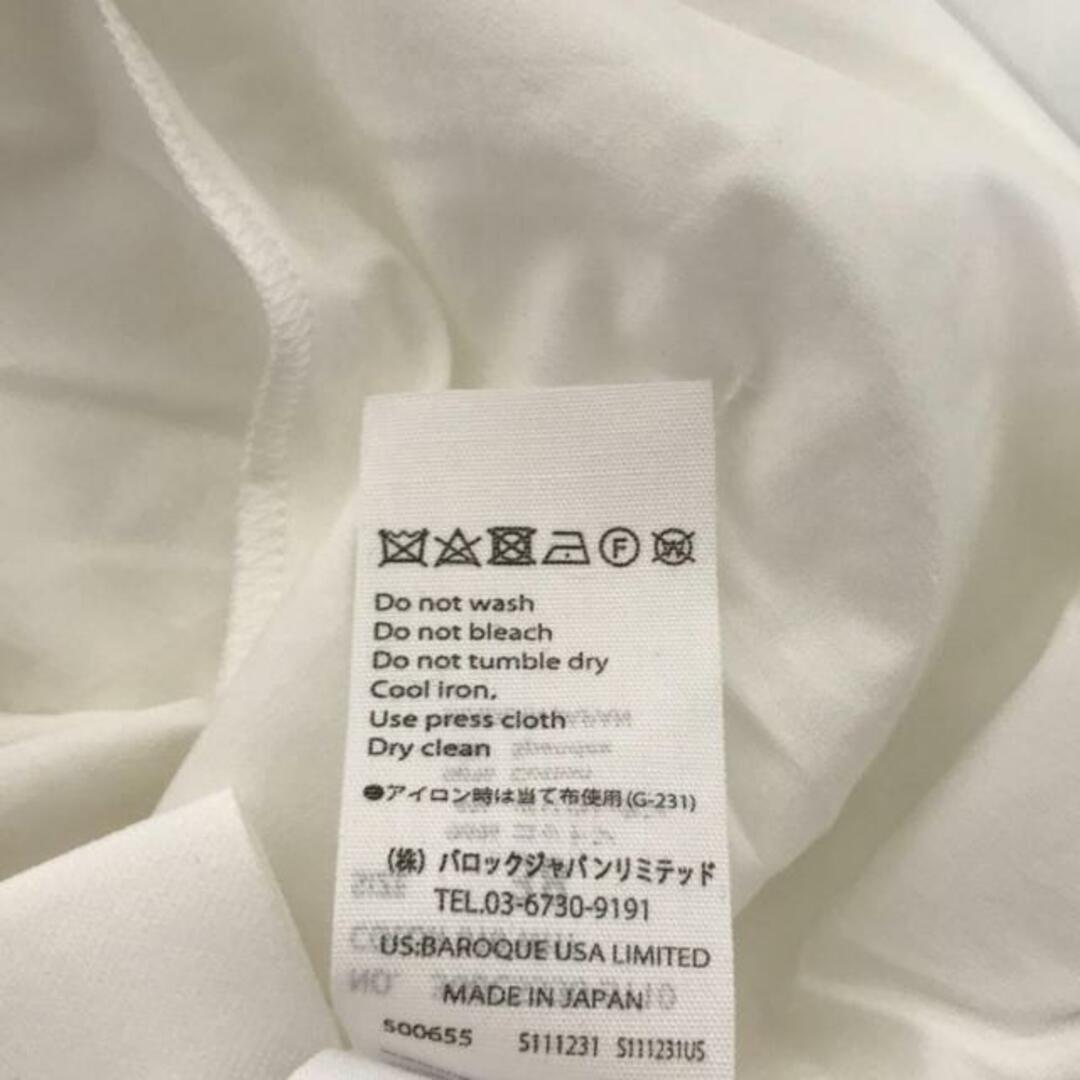 F W
Do not wash
Do not bleach
Do not tumble dry
Cool iron,
Use press cloth
Dry clean
●アイロン時は当て布使用(G-231)
(株) バロックジャパンリミテッド
TEL.03-6730-9191
US:BAROQUE USA LIMITED
MADE IN JAPAN
500655 S111231 S111231US